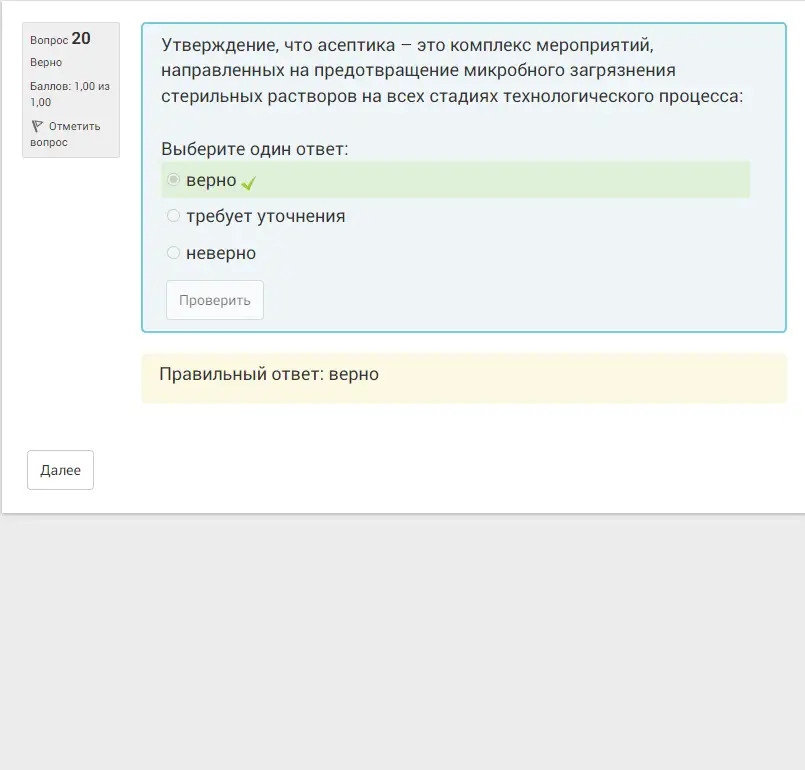 Вопрос 20
Верно
Баллов: 1,00 из
1,00
Отметить
вопрос
Утверждение, что асептика – это комплекс мероприятий,
направленных на предотвращение микробного загрязнения
стерильных растворов на всех стадиях технологического процесса:
Выберите один ответ:
верно
требует уточнения
неверно
Проверить
Правильный ответ: верно
Далее